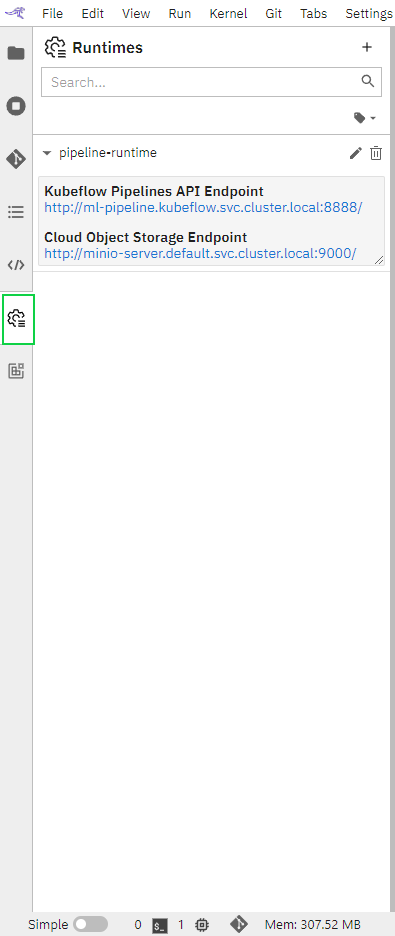 File Edit View Run Kernel Git Tabs Settings
Runtimes
Search...
pipeline-runtime
Kubeflow Pipelines API Endpoint
http://ml-pipeline.kubeflow.svc.cluster.local:8888/
Cloud Object Storage Endpoint
http://minio-server.default.svc.cluster.local:9000/
Simple 0 $_ 1 Mem: 307.52 MB